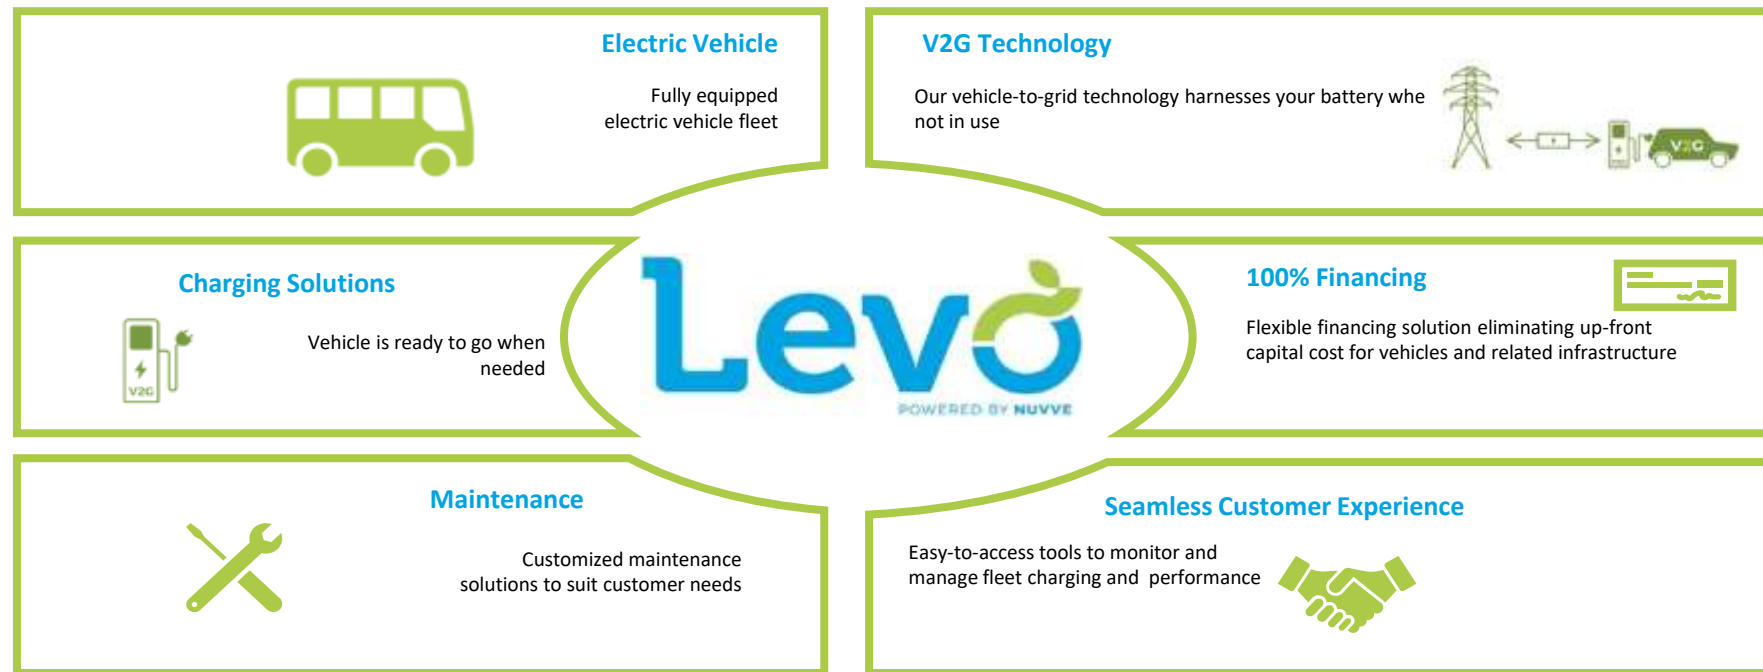 Electric Vehicle
Fully equipped
electric vehicle fleet
V2G Technology
Our vehicle-to-grid technology harnesses your battery whe
not in use
V2G
Charging Solutions
Vehicle is ready to go when
needed
V2G
Levo
POWERED BY NUVVE
100% Financing
Flexible financing solution eliminating up-front
capital cost for vehicles and related infrastructure
Maintenance
Customized maintenance
solutions to suit customer needs
Seamless Customer Experience
Easy-to-access tools to monitor and
manage fleet charging and  performance